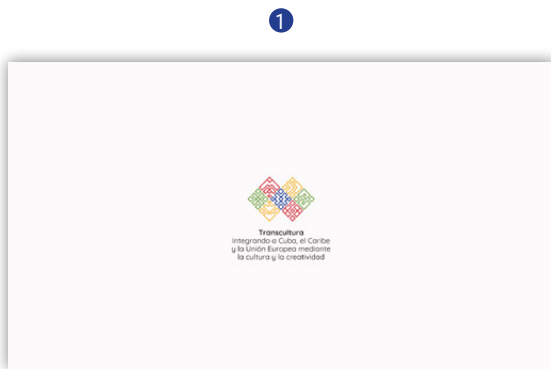 1
Transcultura
Integrando a Cuba, el Caribe
y la Unión Europea mediante
la cultura y la creatividad